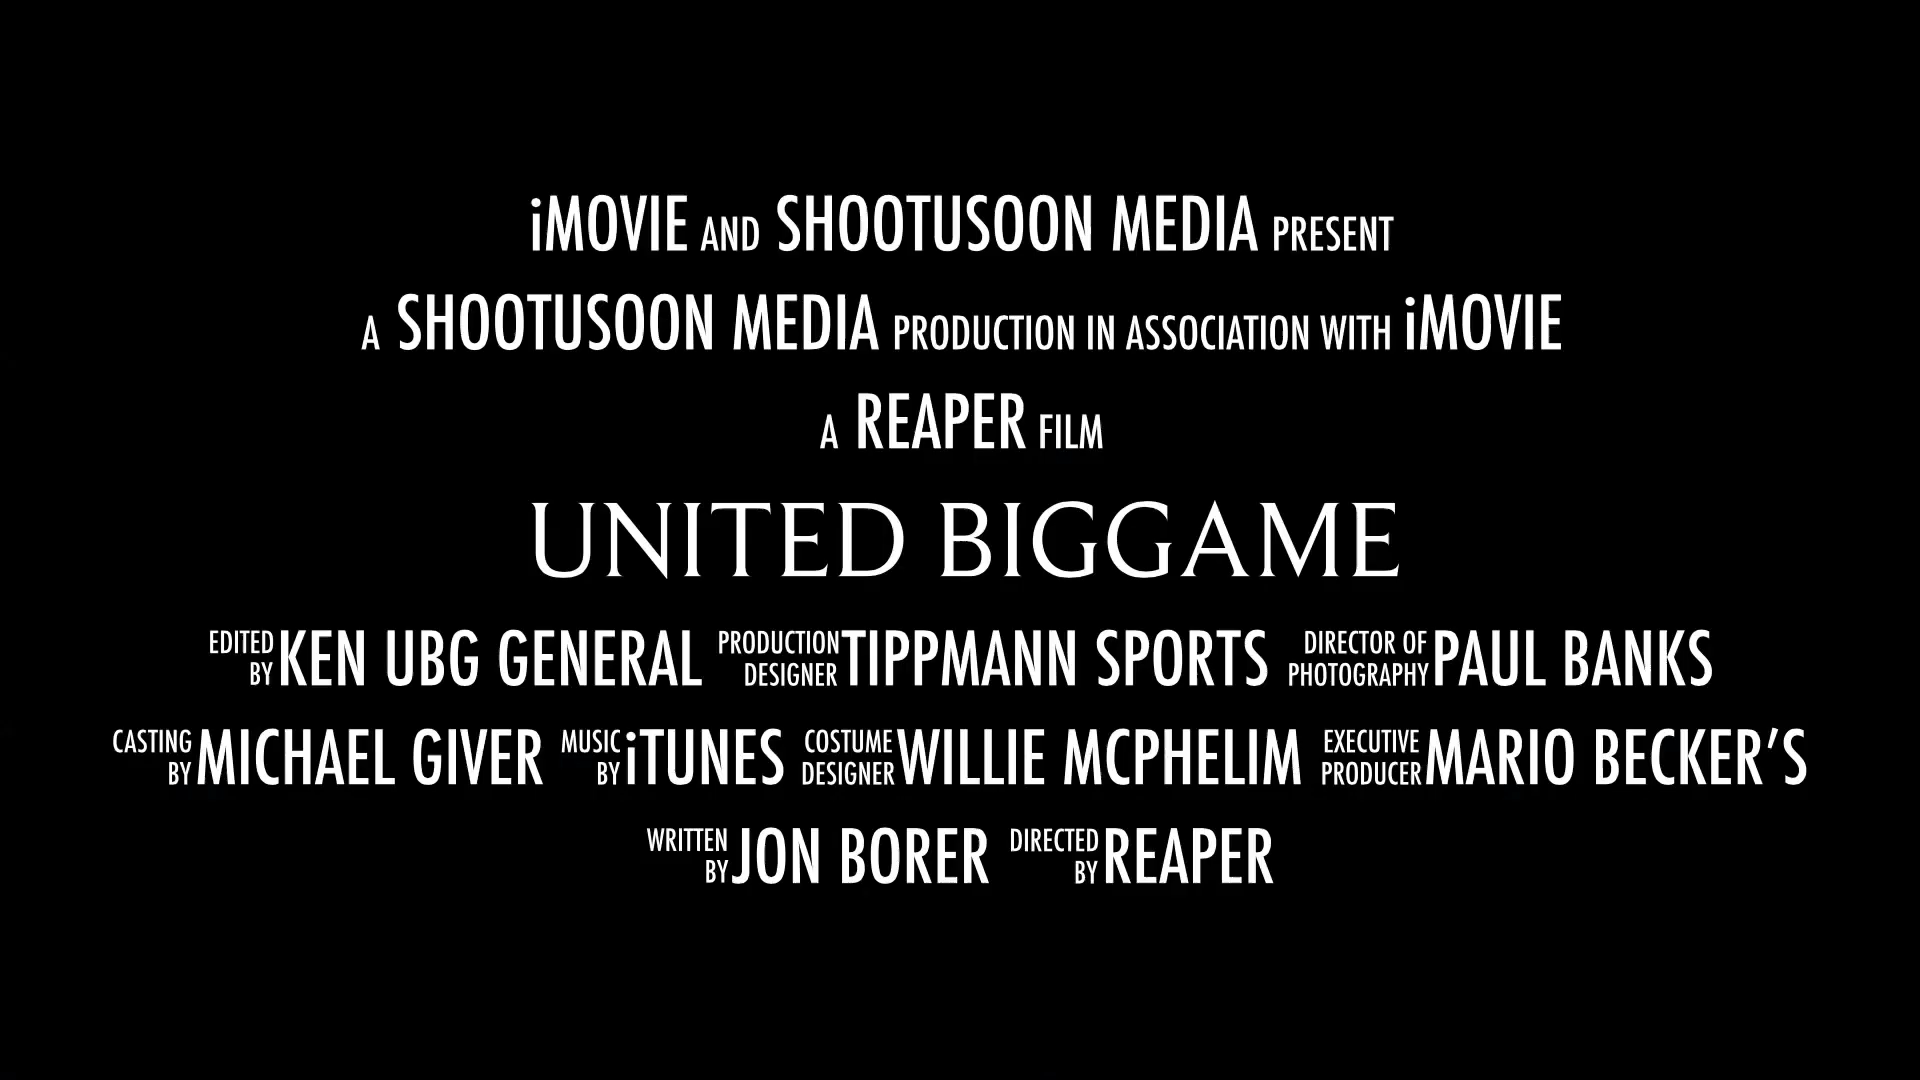 iMOVIE AND SHOOTUSOON MEDIA PRESENT
A SHOOTUSOON MEDIA PRODUCTION IN ASSOCIATION WITH iMOVIE
A REAPER FILM
UNITED BIGGAME
EDITED BY KEN UBG GENERAL PRODUCTION DESIGNER TIPPMANN SPORTS DIRECTOR OF PHOTOGRAPHY PAUL BANKS
CASTING BY MICHAEL GIVER MUSIC BY iTUNES COSTUME DESIGNER WILLIE MCPHELIM EXECUTIVE PRODUCER MARIO BECKER'S
WRITTEN BY JON BORER DIRECTED BY REAPER